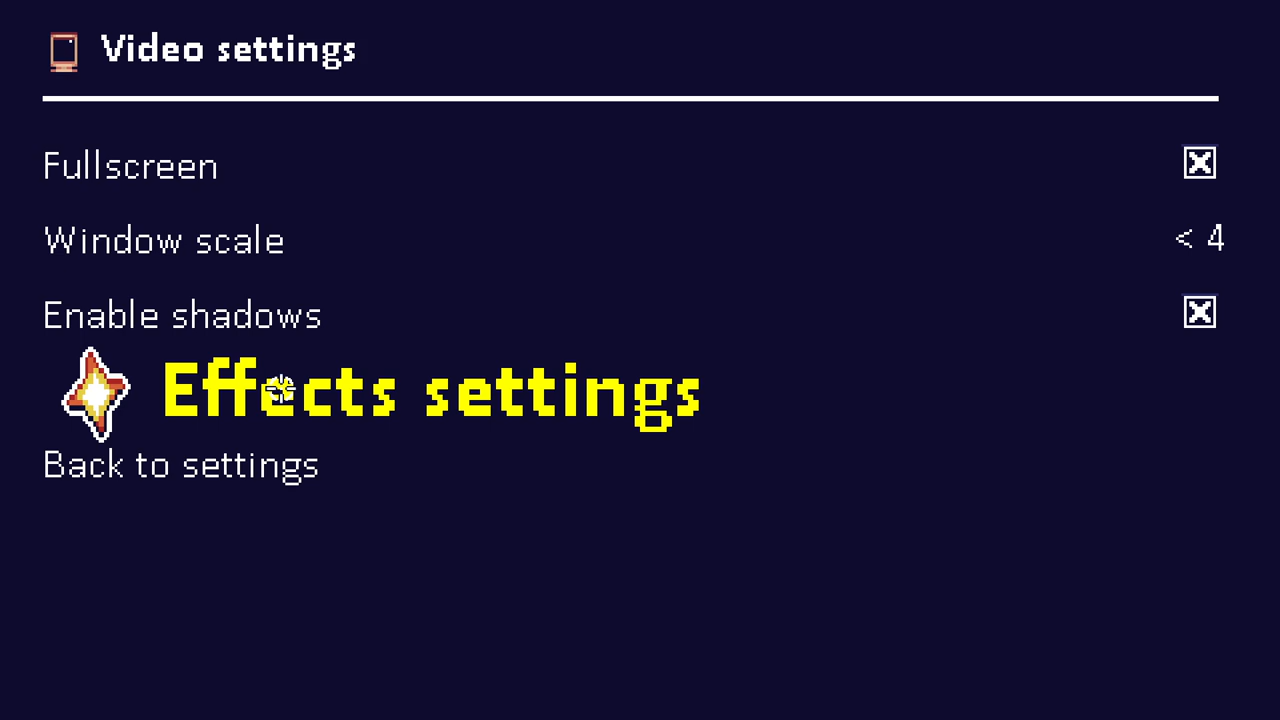 Video settings
Fullscreen
Window scale < 4
Enable shadows
Effects settings
Back to settings